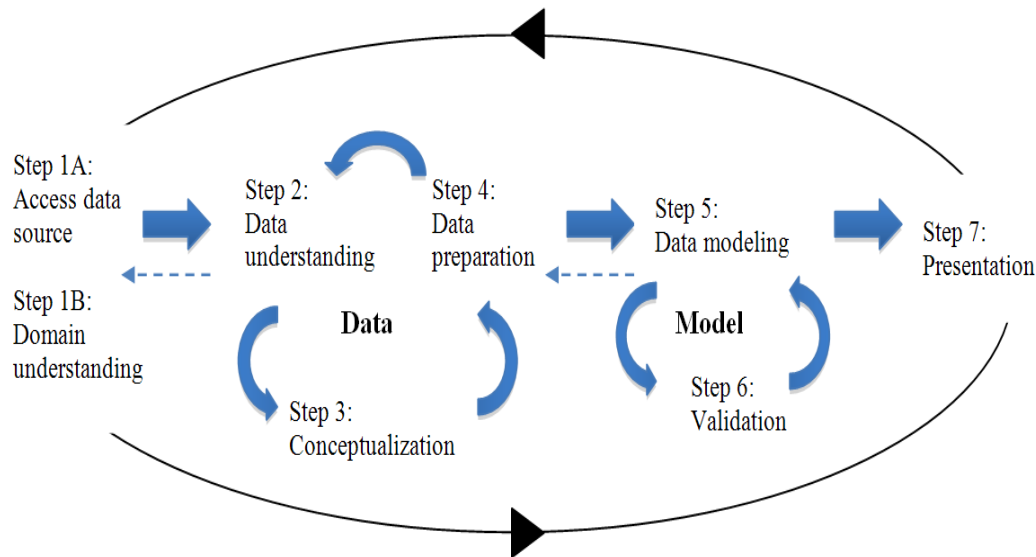 Step 1A:
Access data
source
Step 1B:
Domain
understanding
Step 2:
Data
understanding
Step 4:
Data
preparation
Data
Step 3:
Conceptualization
Step 5:
Data modeling
Model
Step 6:
Validation
Step 7:
Presentation